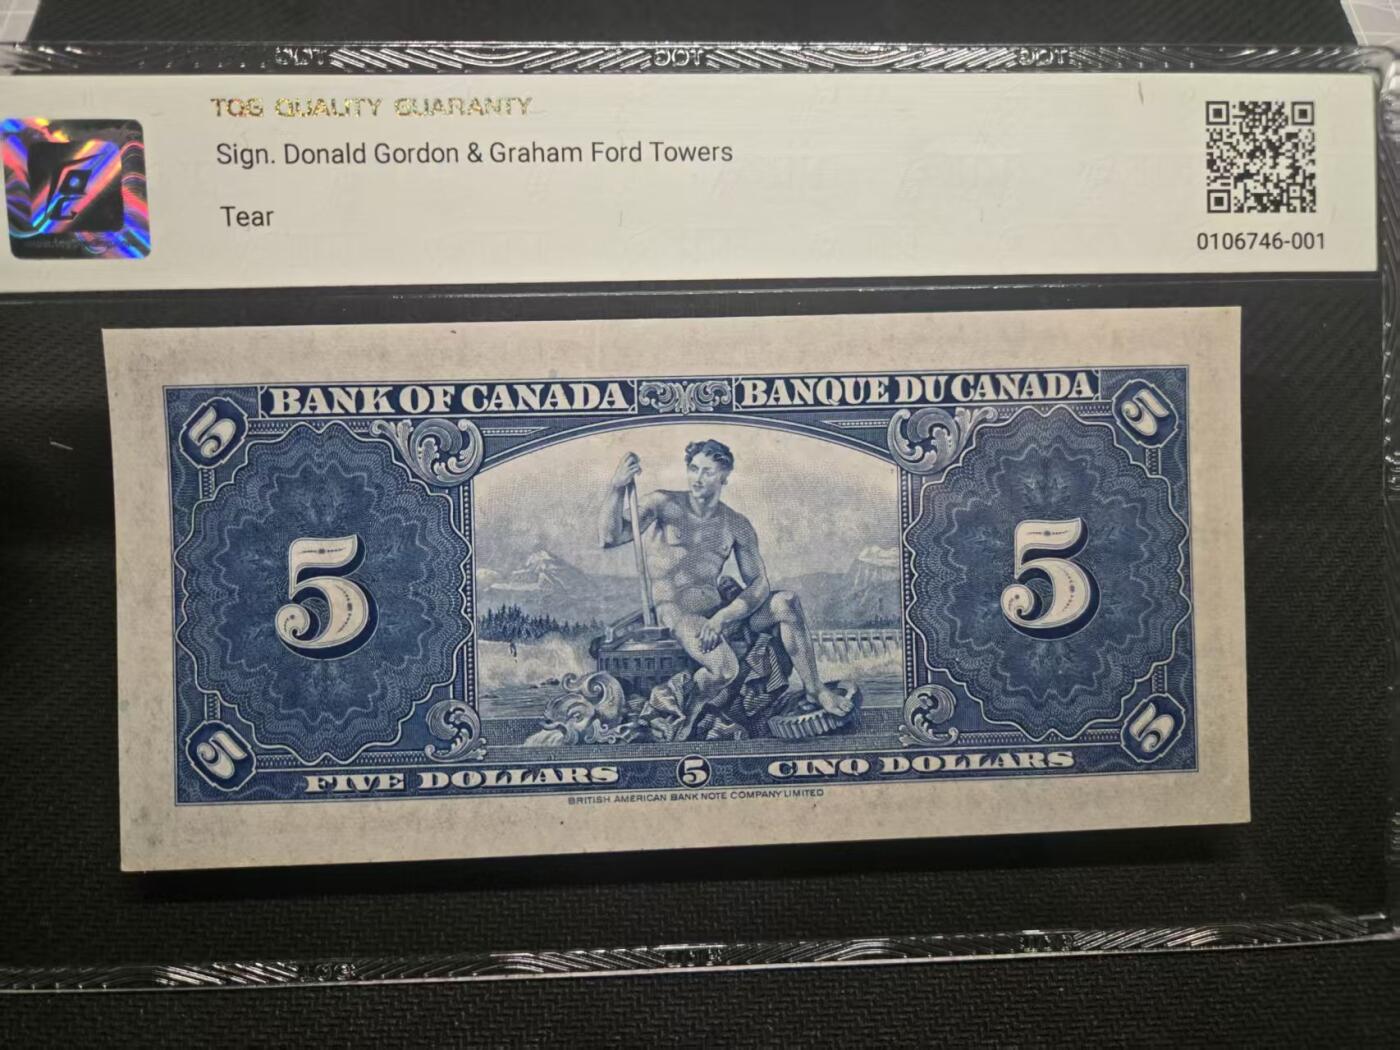 TQG QUALITY GUARANTY
Sign. Donald Gordon & Graham Ford Towers
Tear
0106746-001
BANK OF CANADA
BANQUE DU CANADA
5
5
5
5
5
5
FIVE DOLLARS
5
CINQ DOLLARS
BRITISH AMERICAN BANK NOTE COMPANY LIMITED